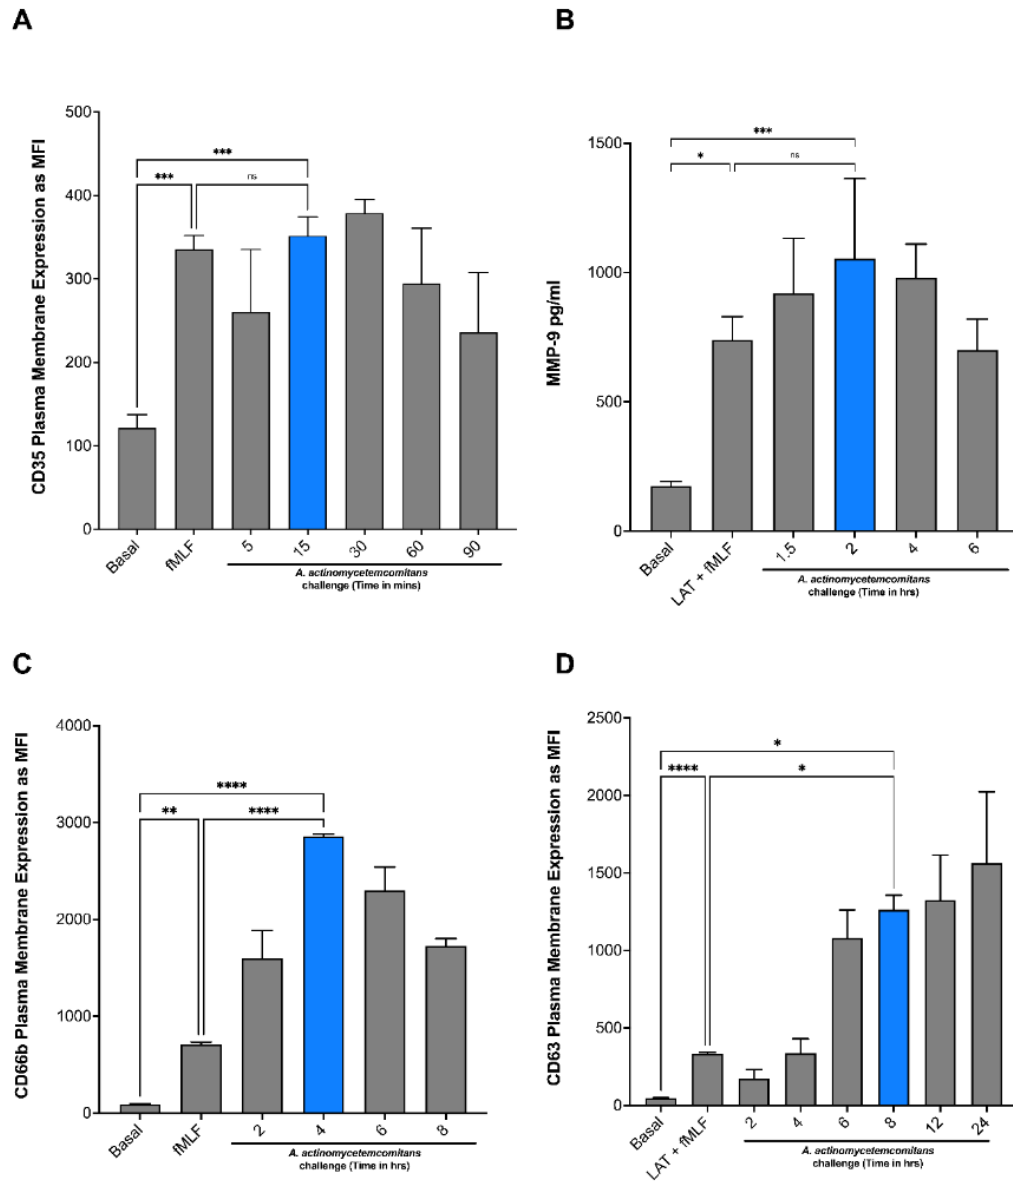 A
CD35 Plasma Membrane Expression as MFI
500
400
300
200
100
0
***
***
ns
Basal
fMLF
5
15
30
60
90
A. actinomycetemcomitans
challenge (Time in mins)
B
MMP-9 pg/ml
1500
1000
500
0
***
*
ns
Basal
LAT + fMLF
1.5
2
4
6
A. actinomycetemcomitans
challenge (Time in hrs)
C
CD66b Plasma Membrane Expression as MFI
4000
3000
2000
1000
0
****
**
****
Basal
fMLF
2
4
6
8
A. actinomycetemcomitans
challenge (Time in hrs)
D
CD63 Plasma Membrane Expression as MFI
2500
2000
1500
1000
500
0
*
****
*
Basal
LAT + fMLF
2
4
6
8
12
24
A. actinomycetemcomitans
challenge (Time in hrs)